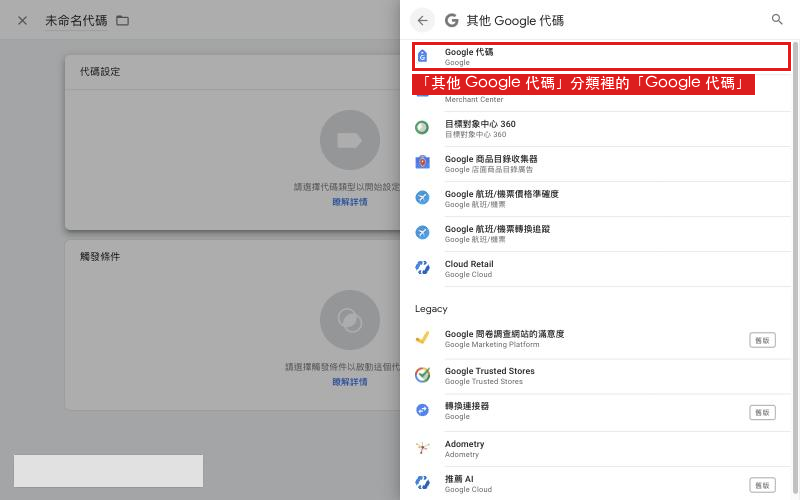 未命名代碼
代碼設定
請選擇代碼類型以開始設定
瞭解詳情
觸發條件
請選擇觸發條件以啟動這個代
瞭解詳情
其他 Google 代碼
Google 代碼
Google
「其他 Google 代碼」分類裡的「Google 代碼」
Merchant Center
目標對象中心 360
目標對象中心 360
Google 商品目錄收集器
Google 店面商品目錄廣告
Google 航班/機票價格準確度
Google 航班/機票
Google 航班/機票轉換追蹤
Google 航班/機票
Cloud Retail
Google Cloud
Legacy
Google 問卷調查網站的滿意度
Google Marketing Platform
舊版
Google Trusted Stores
Google Trusted Stores
轉換連接器
Google
舊版
Adometry
Adometry
推薦 AI
Google Cloud
舊版